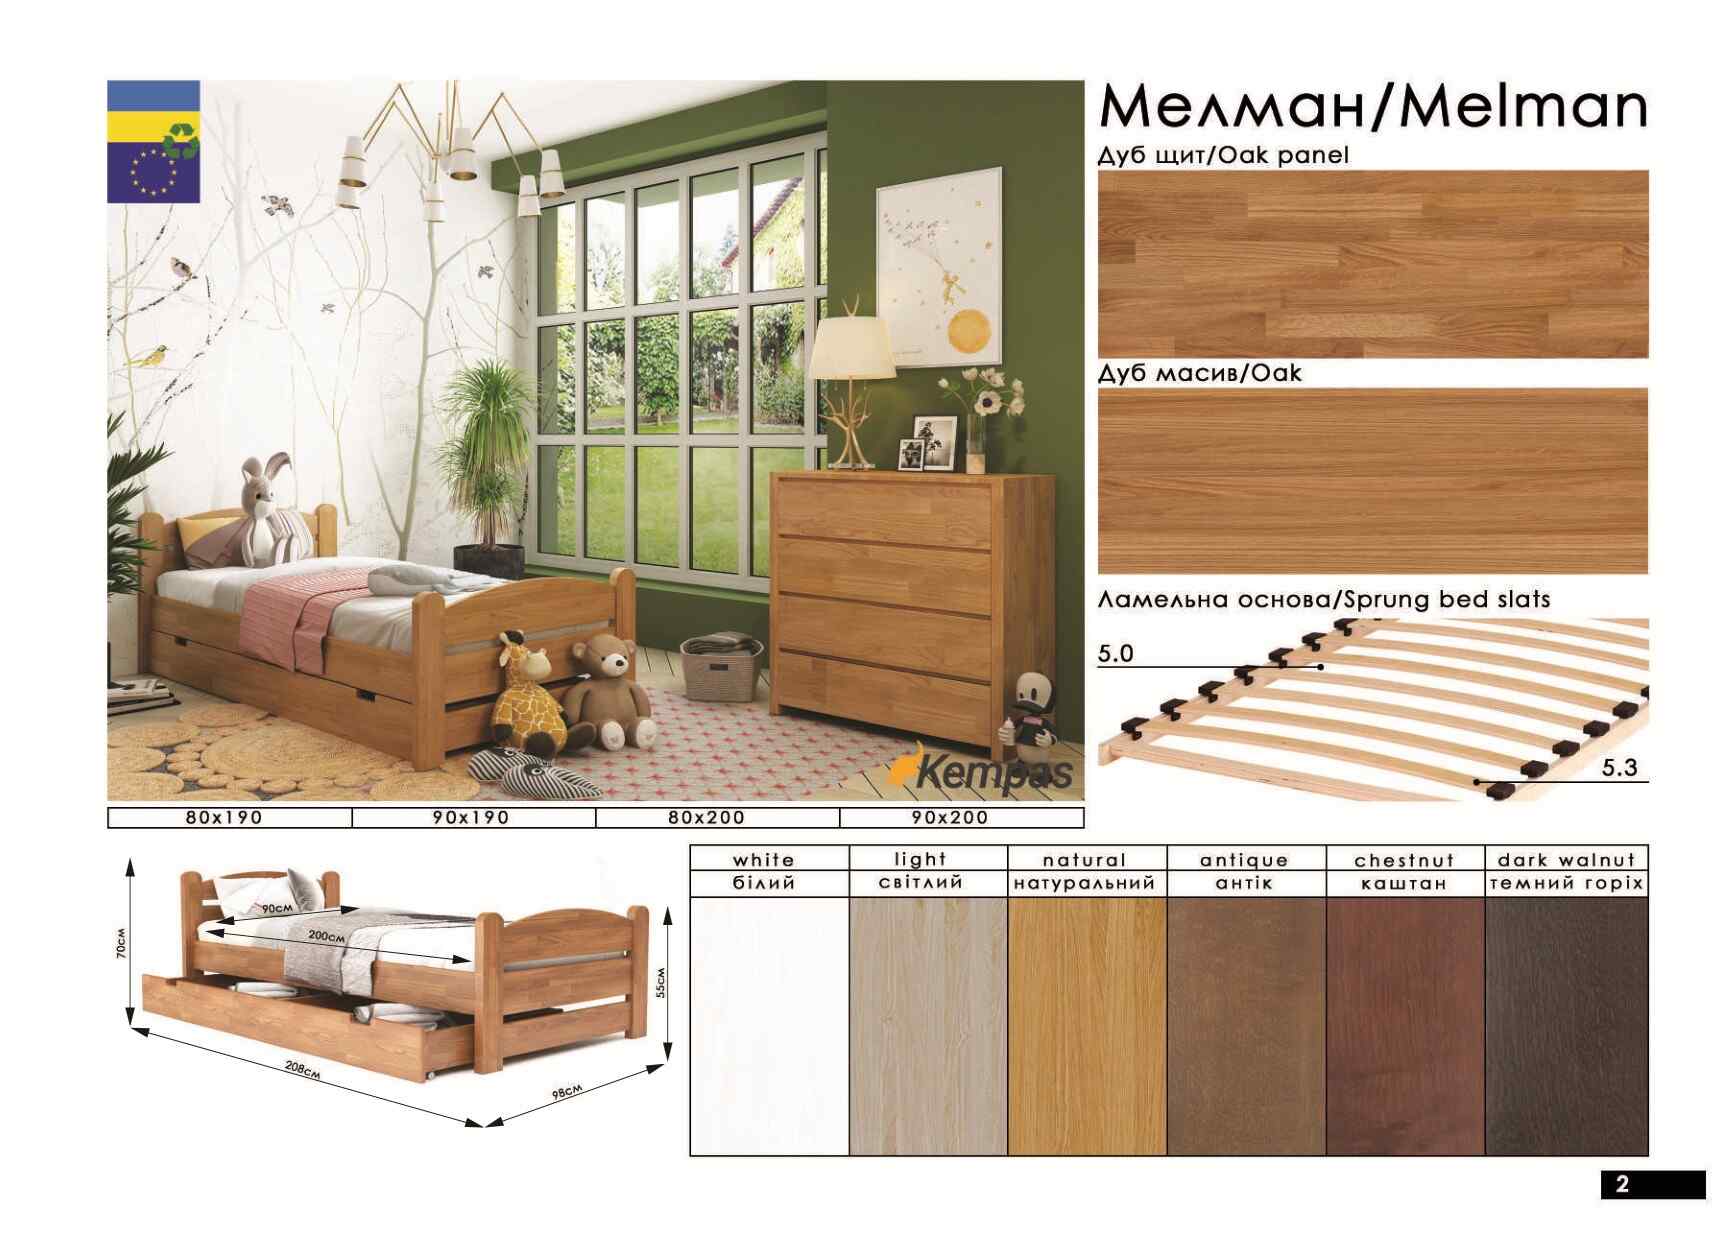 Мелман/Melman
Дуб щит/Oak panel
Дуб масив/Oak
Ламельна основа/Sprung bed slats
5.0
5.3
Kempas
80x190 90x190 80x200 90x200
90см
200см
70см
55см
208см
98см
white light natural antique chestnut dark walnut
білий світлий натуральний антік каштан темний горіх
2